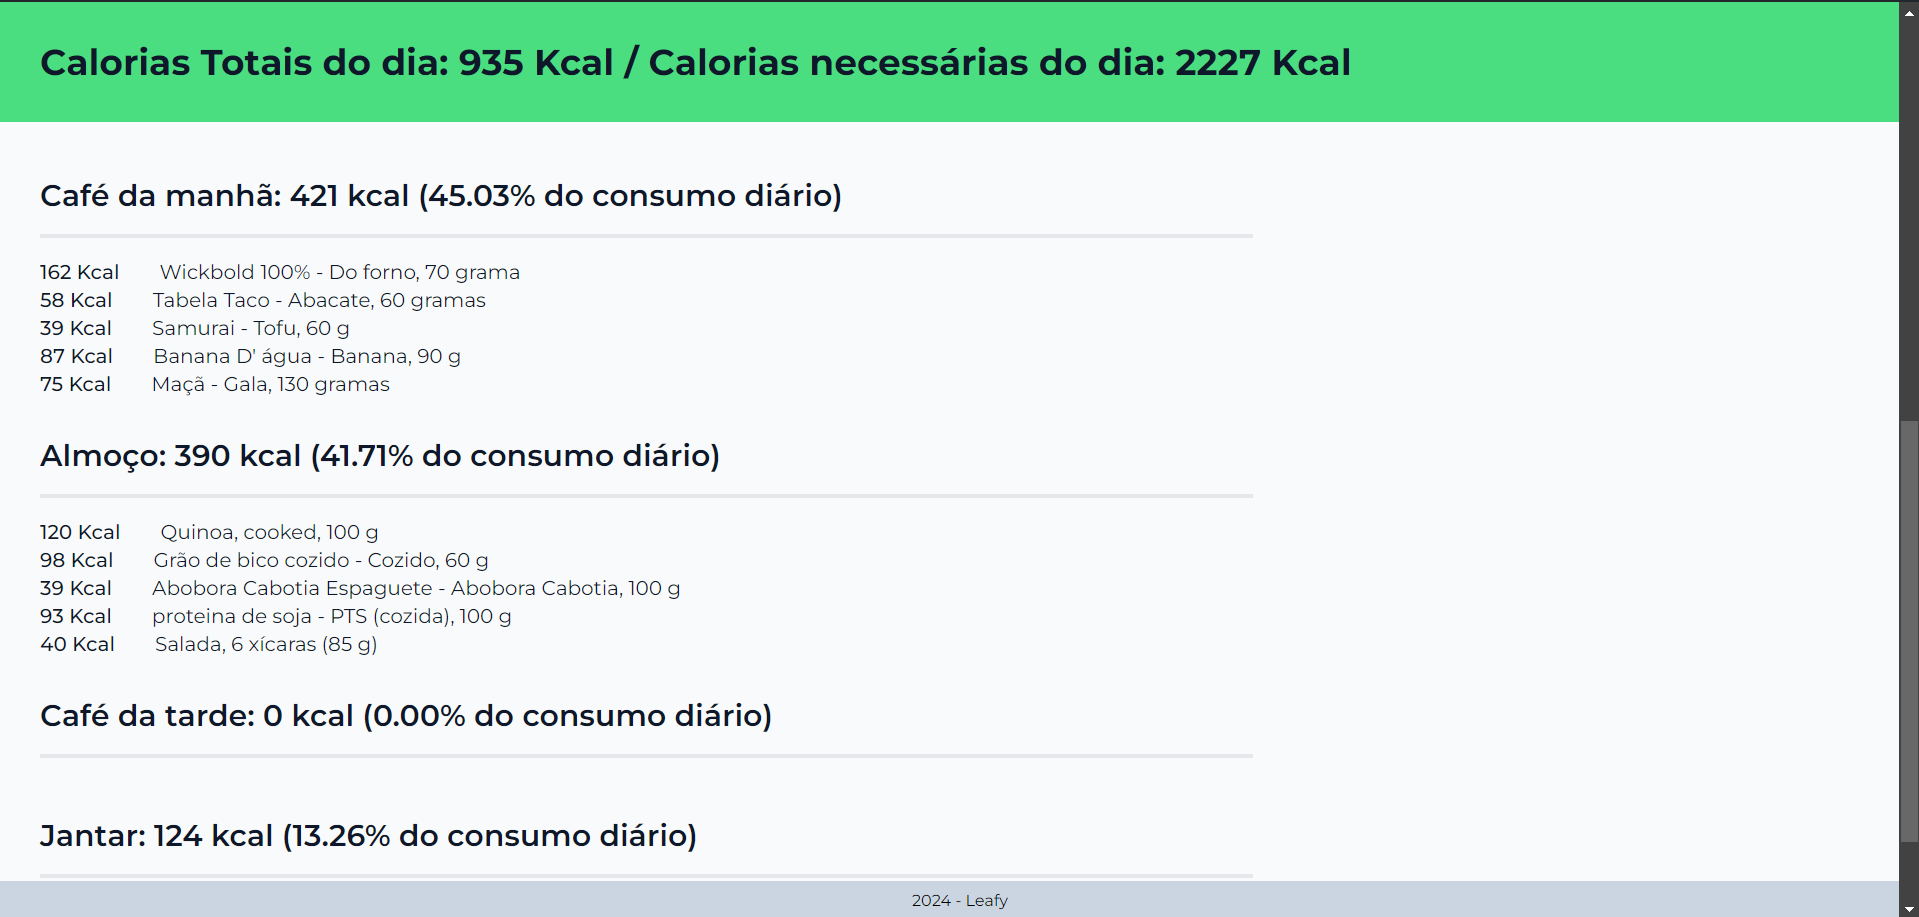 Calorias Totais do dia: 935 Kcal / Calorias necessárias do dia: 2227 Kcal
Café da manhã: 421 kcal (45.03% do consumo diário)
162 Kcal Wickbold 100% - Do forno, 70 grama
58 Kcal Tabela Taco - Abacate, 60 gramas
39 Kcal Samurai - Tofu, 60 g
87 Kcal Banana D' água - Banana, 90 g
75 Kcal Maçã - Gala, 130 gramas
Almoço: 390 kcal (41.71% do consumo diário)
120 Kcal Quinoa, cooked, 100 g
98 Kcal Grão de bico cozido - Cozido, 60 g
39 Kcal Abobora Cabotia Espaguete - Abobora Cabotia, 100 g
93 Kcal proteina de soja - PTS (cozida), 100 g
40 Kcal Salada, 6 xícaras (85 g)
Café da tarde: 0 kcal (0.00% do consumo diário)
Jantar: 124 kcal (13.26% do consumo diário)
2024 - Leafy